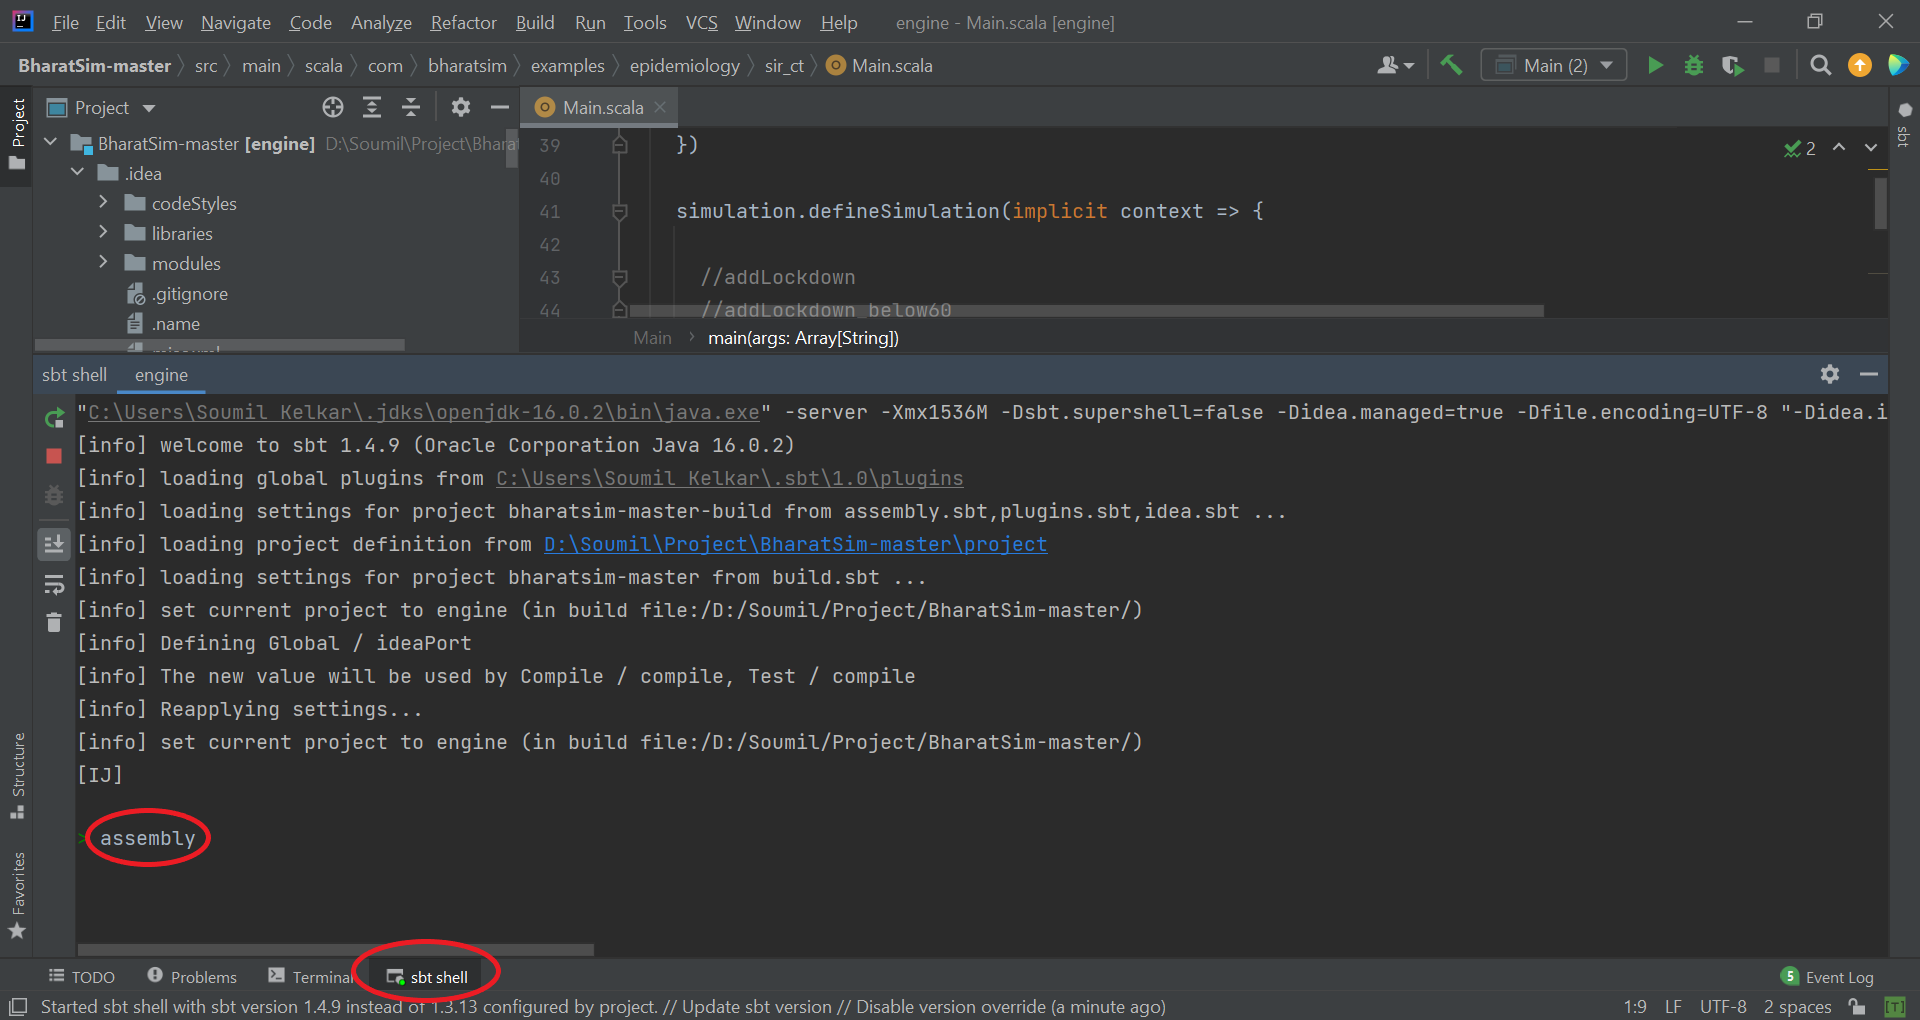 File Edit View Navigate Code Analyze Refactor Build Run Tools VCS Window Help engine - Main.scala [engine]
BharatSim-master src main scala com bharatsim examples epidemiology sir_ct Main.scala Main (2)
Project
Project
Main.scala
sbt
BharatSim-master [engine] D:\Soumil\Project\Bharat
.idea
codeStyles
libraries
modules
.gitignore
.name
39 })
2
40
41 simulation.defineSimulation(implicit context => {
42
43 //addLockdown
44 //addLockdown_below60
Main main(args: Array[String])
sbt shell engine
"C:\Users\Soumil Kelkar\.jdks\openjdk-16.0.2\bin\java.exe" -server -Xmx1536M -Dsbt.supershell=false -Didea.managed=true -Dfile.encoding=UTF-8 "-Didea.i
[info] welcome to sbt 1.4.9 (Oracle Corporation Java 16.0.2)
[info] loading global plugins from C:\Users\Soumil Kelkar\.sbt\1.0\plugins
[info] loading settings for project bharatsim-master-build from assembly.sbt,plugins.sbt,idea.sbt ...
[info] loading project definition from D:\Soumil\Project\BharatSim-master\project
[info] loading settings for project bharatsim-master from build.sbt ...
[info] set current project to engine (in build file:/D:/Soumil/Project/BharatSim-master/)
[info] Defining Global / ideaPort
[info] The new value will be used by Compile / compile, Test / compile
[info] Reapplying settings...
[info] set current project to engine (in build file:/D:/Soumil/Project/BharatSim-master/)
[IJ]
> assembly
Structure
Favorites
TODO Problems Terminal sbt shell 5 Event Log
Started sbt shell with sbt version 1.4.9 instead of 1.3.13 configured by project. // Update sbt version // Disable version override (a minute ago) 1:9 LF UTF-8 2 spaces [T]